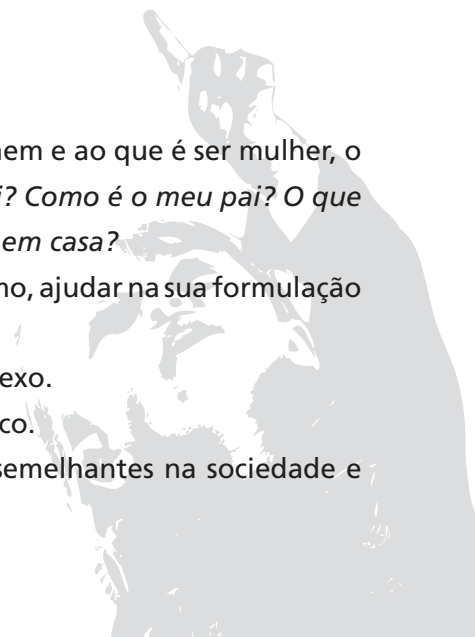 em e ao que é ser mulher, o
i? Como é o meu pai? O que
em casa?
no, ajudar na sua formulação
exo.
co.
semelhantes na sociedade e